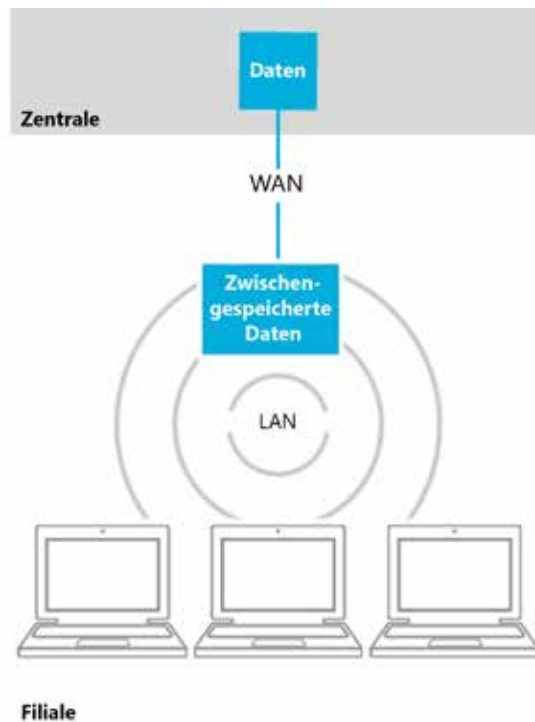 Daten
Zentrale
WAN
Zwischen-
gespeicherte
Daten
LAN
Filiale